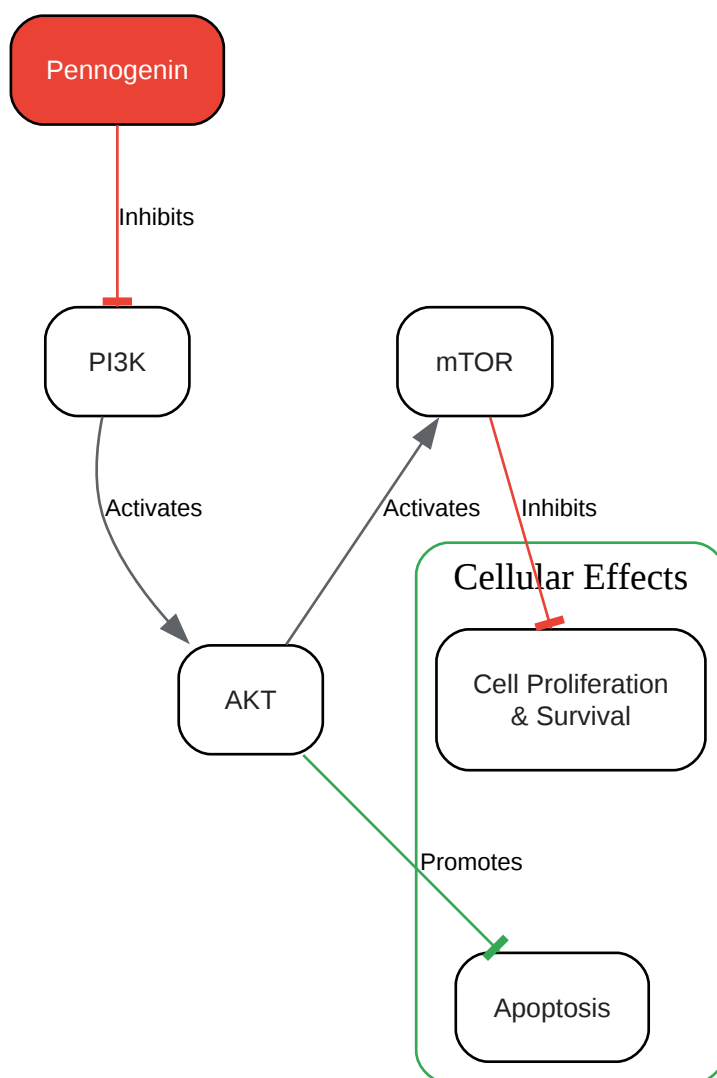 Pennogenin
Inhibits
PI3K
mTOR
Activates
Activates
Inhibits
Cellular Effects
Cell Proliferation
& Survival
AKT
Promotes
Apoptosis